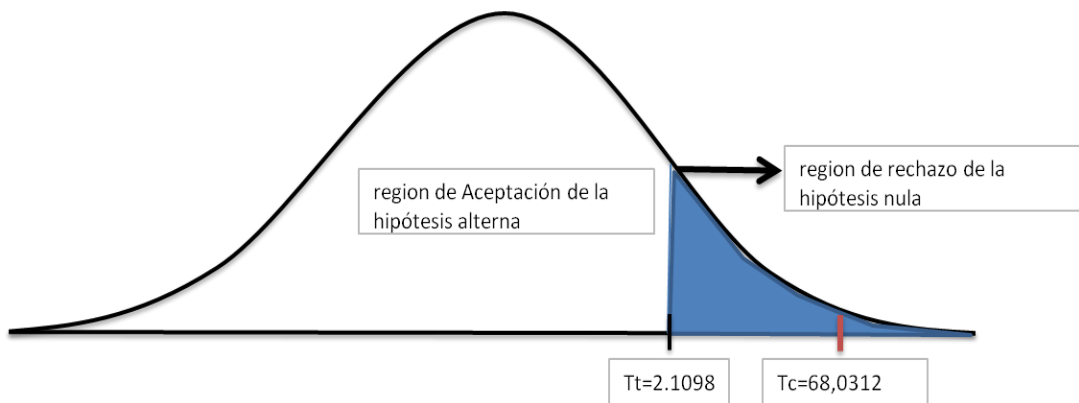 region de Aceptación de la
hipótesis alterna
region de rechazo de la
hipótesis nula
Tt=2.1098
Tc=68,0312